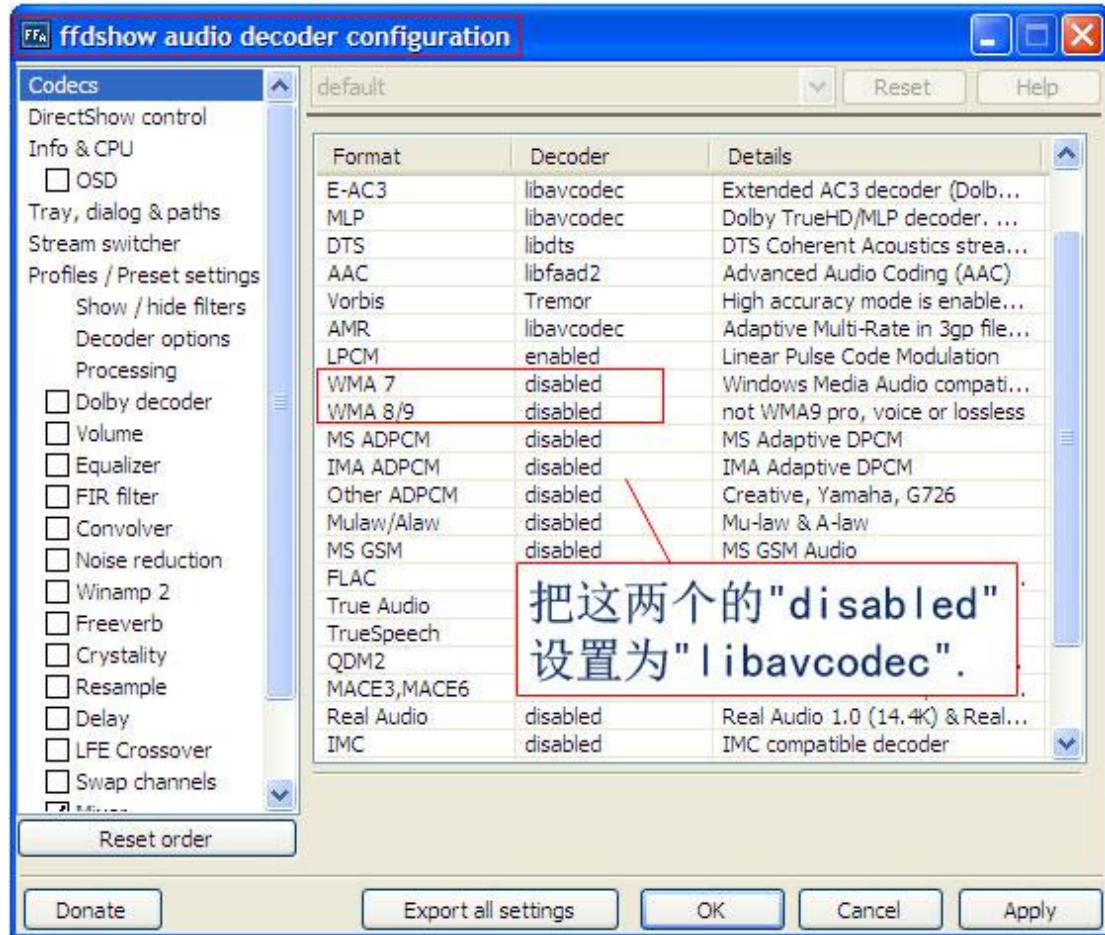 ffdshow audio decoder configuration
Codecs
DirectShow control
Info & CPU
OSD
Tray, dialog & paths
Stream switcher
Profiles / Preset settings
Show / hide filters
Decoder options
Processing
Dolby decoder
Volume
Equalizer
FIR filter
Convolver
Noise reduction
Winamp 2
Freeverb
Crystality
Resample
Delay
LFE Crossover
Swap channels
Reset order
default Reset Help
Format Decoder Details
E-AC3 libavcodec Extended AC3 decoder (Dolb...
MLP libavcodec Dolby TrueHD/MLP decoder. ...
DTS libdts DTS Coherent Acoustics strea...
AAC libfaad2 Advanced Audio Coding (AAC)
Vorbis Tremor High accuracy mode is enable...
AMR libavcodec Adaptive Multi-Rate in 3gp file...
LPCM enabled Linear Pulse Code Modulation
WMA 7 disabled Windows Media Audio compati...
WMA 8/9 disabled not WMA9 pro, voice or lossless
MS ADPCM disabled MS Adaptive DPCM
IMA ADPCM disabled IMA Adaptive DPCM
Other ADPCM disabled Creative, Yamaha, G726
Mulaw/Alaw disabled Mu-law & A-law
MS GSM disabled MS GSM Audio
FLAC
True Audio
TrueSpeech
QDM2
MACE3,MACE6
Real Audio disabled Real Audio 1.0 (14.4K) & Real...
IMC disabled IMC compatible decoder
把这两个的"disabled"
设置为"libavcodec".
Donate Export all settings OK Cancel Apply